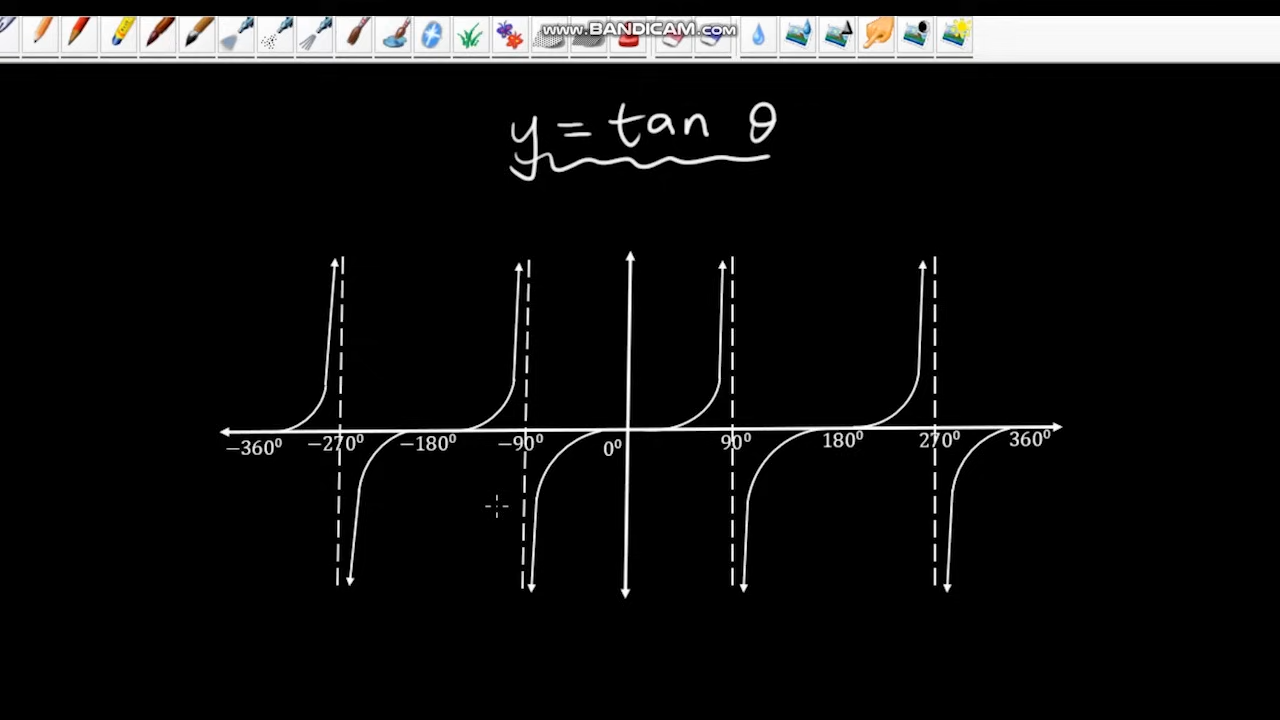 www.BANDICAM.com
y = tan θ
−360⁰ −270⁰ −180⁰ −90⁰ 0⁰ 90⁰ 180⁰ 270⁰ 360⁰